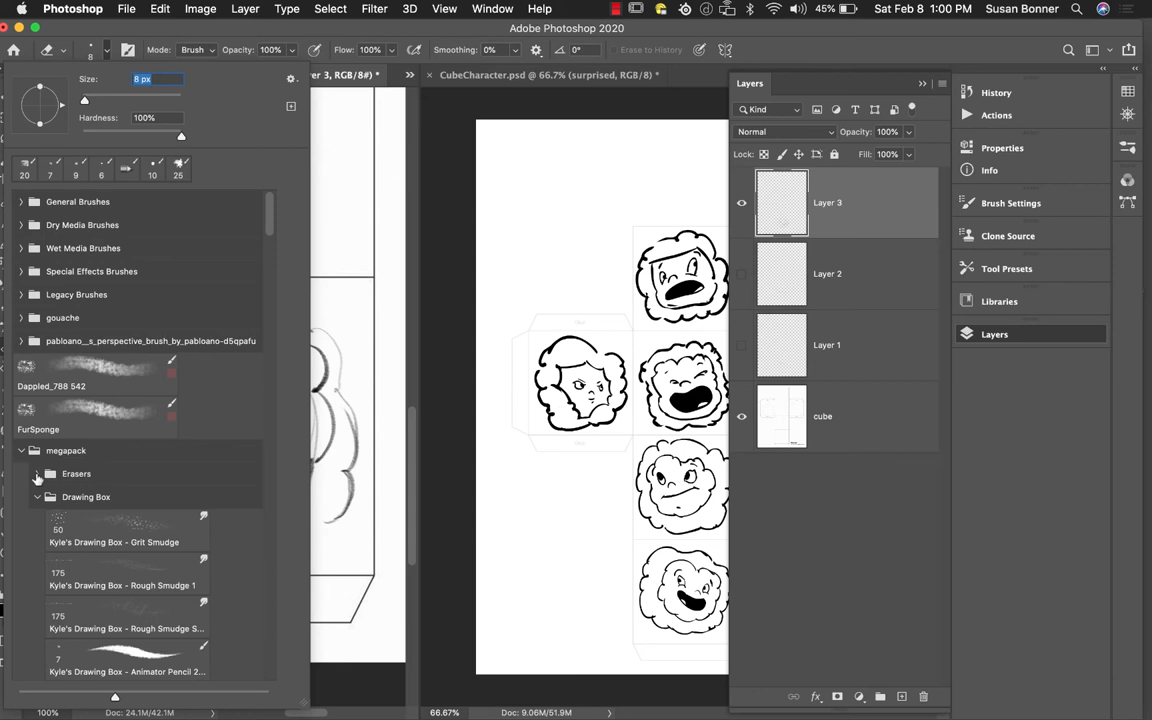 Photoshop File Edit Image Layer Type Select Filter 3D View Window Help 45% Sat Feb 8 1:00 PM Susan Bonner
Adobe Photoshop 2020
8 Mode: Brush Opacity: 100% Flow: 100% Smoothing: 0% 0° Erase to History
Size: 8 px
Hardness: 100%
20 7 9 6 10 25
General Brushes
Dry Media Brushes
Wet Media Brushes
Special Effects Brushes
Legacy Brushes
gouache
pabloano__s_perspective_brush_by_pabloano-d5qpafu
Dappled_788 542
FurSponge
megapack
Erasers
Drawing Box
50
Kyle's Drawing Box - Grit Smudge
175
Kyle's Drawing Box - Rough Smudge 1
175
Kyle's Drawing Box - Rough Smudge S...
7
Kyle's Drawing Box - Animator Pencil 2...
er 3, RGB/8#) *
CubeCharacter.psd @ 66.7% (surprised, RGB/8) *
Layers
Kind
Normal Opacity: 100%
Lock: Fill: 100%
Layer 3
Layer 2
Layer 1
cube
fx
History
Actions
Properties
Info
Brush Settings
Clone Source
Tool Presets
Libraries
Layers
100% Doc: 24.1M/42.1M
66.67% Doc: 9.06M/51.9M